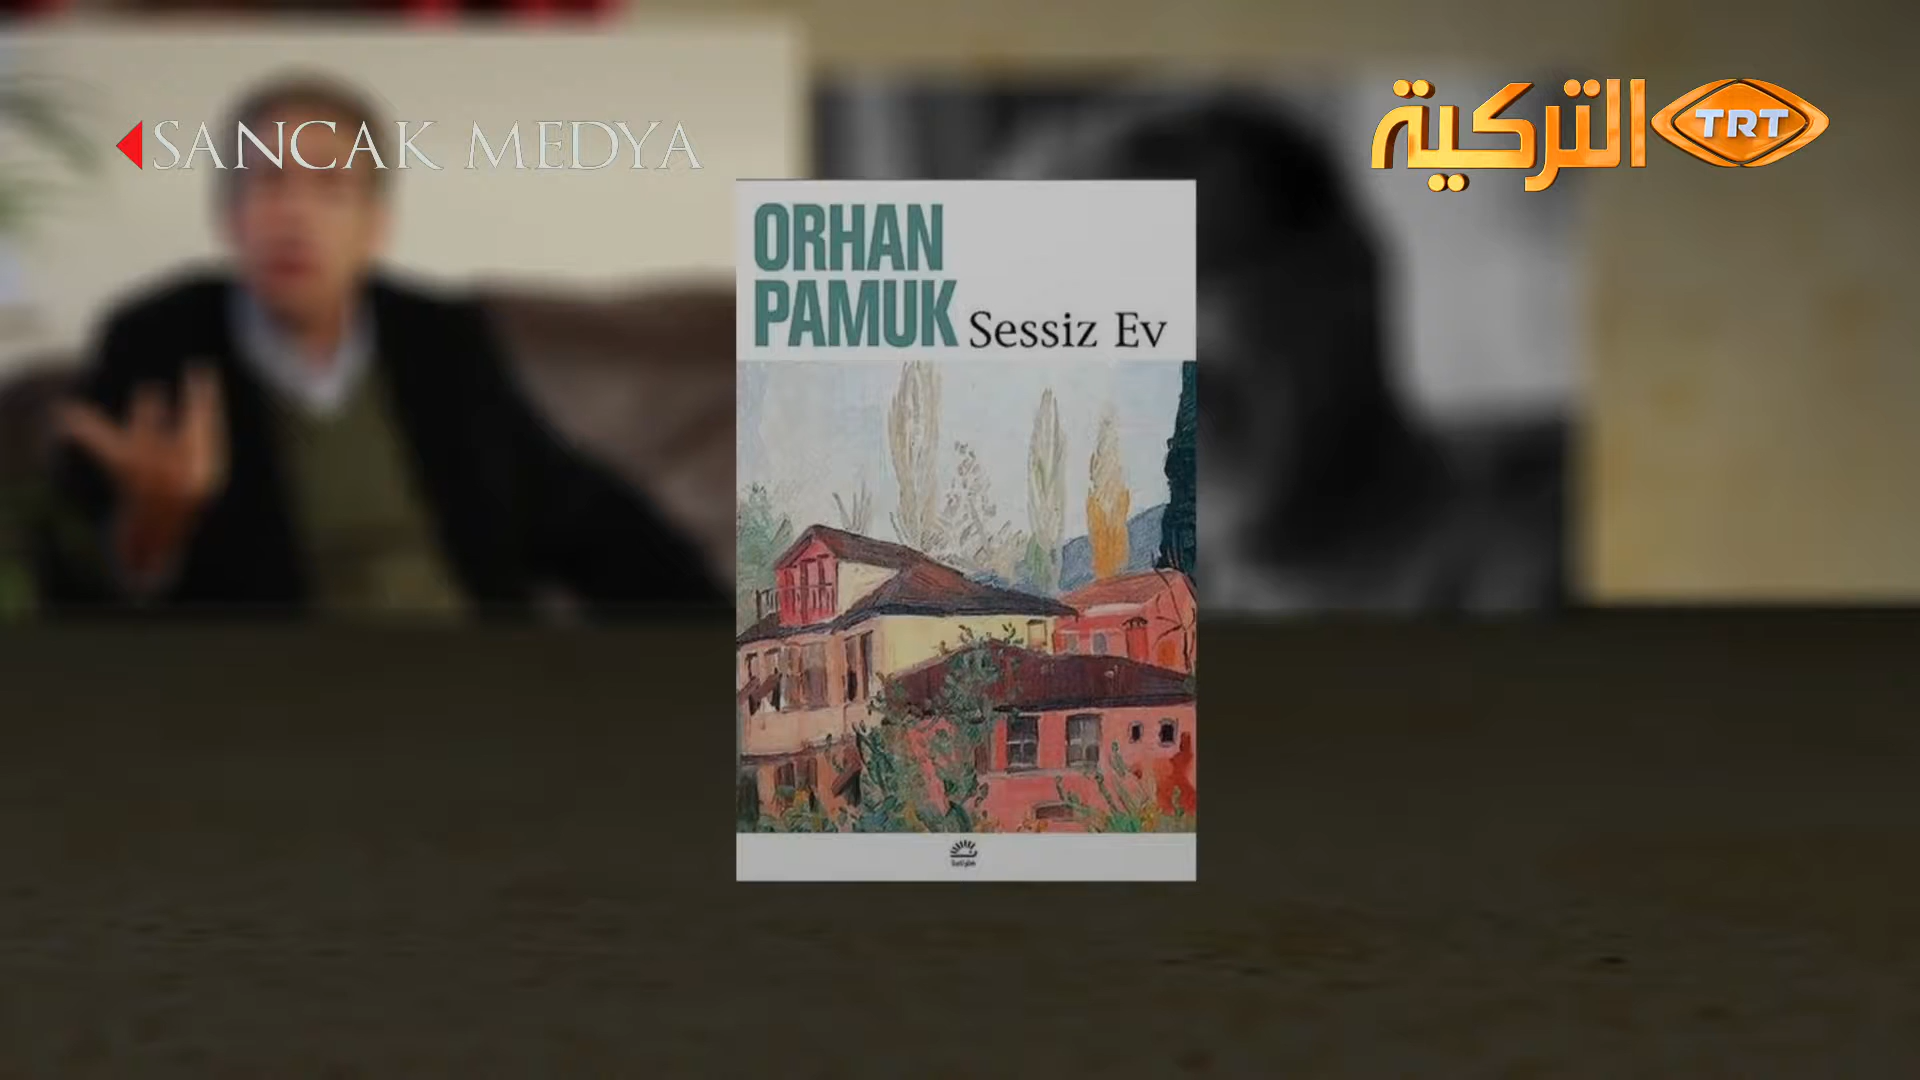 SANCAK MEDYA
التركية TRT
ORHAN
PAMUK Sessiz Ev